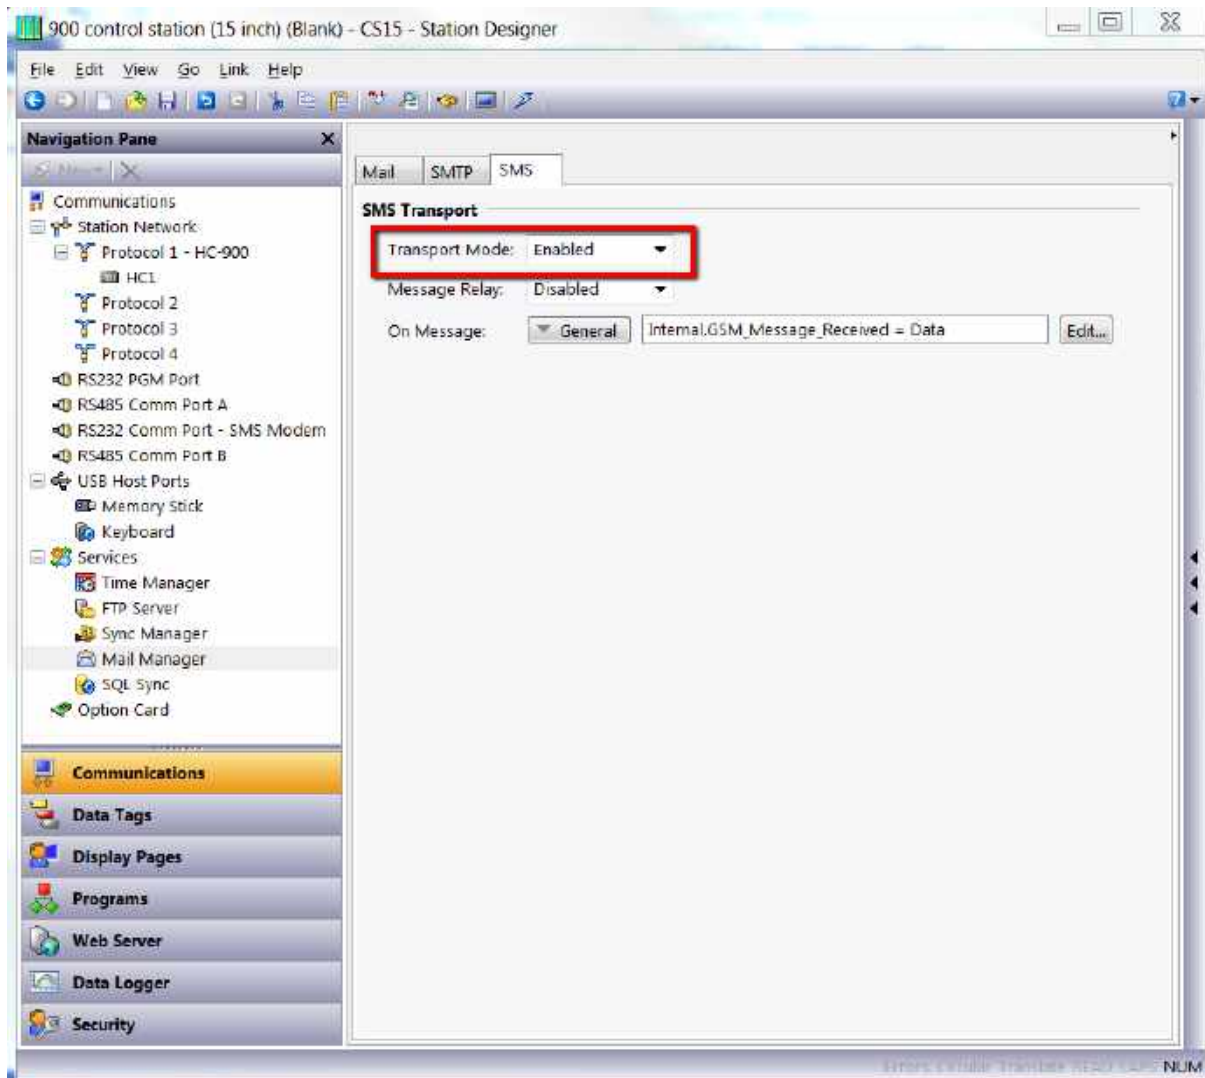 900 control station (15 inch) (Blank) - CS15 - Station Designer
File Edit View Go Link Help
Navigation Pane
Communications
Station Network
Protocol 1 - HC-900
HC1
Protocol 2
Protocol 3
Protocol 4
RS232 PGM Port
RS485 Comm Port A
RS232 Comm Port - SMS Modem
RS485 Comm Port B
USB Host Ports
Memory Stick
Keyboard
Services
Time Manager
FTP Server
Sync Manager
Mail Manager
SQL Sync
Option Card
Communications
Data Tags
Display Pages
Programs
Web Server
Data Logger
Security
Mail SMTP SMS
SMS Transport
Transport Mode: Enabled
Message Relay: Disabled
On Message: General Internal.GSM_Message_Received = Data Edit...
NUM